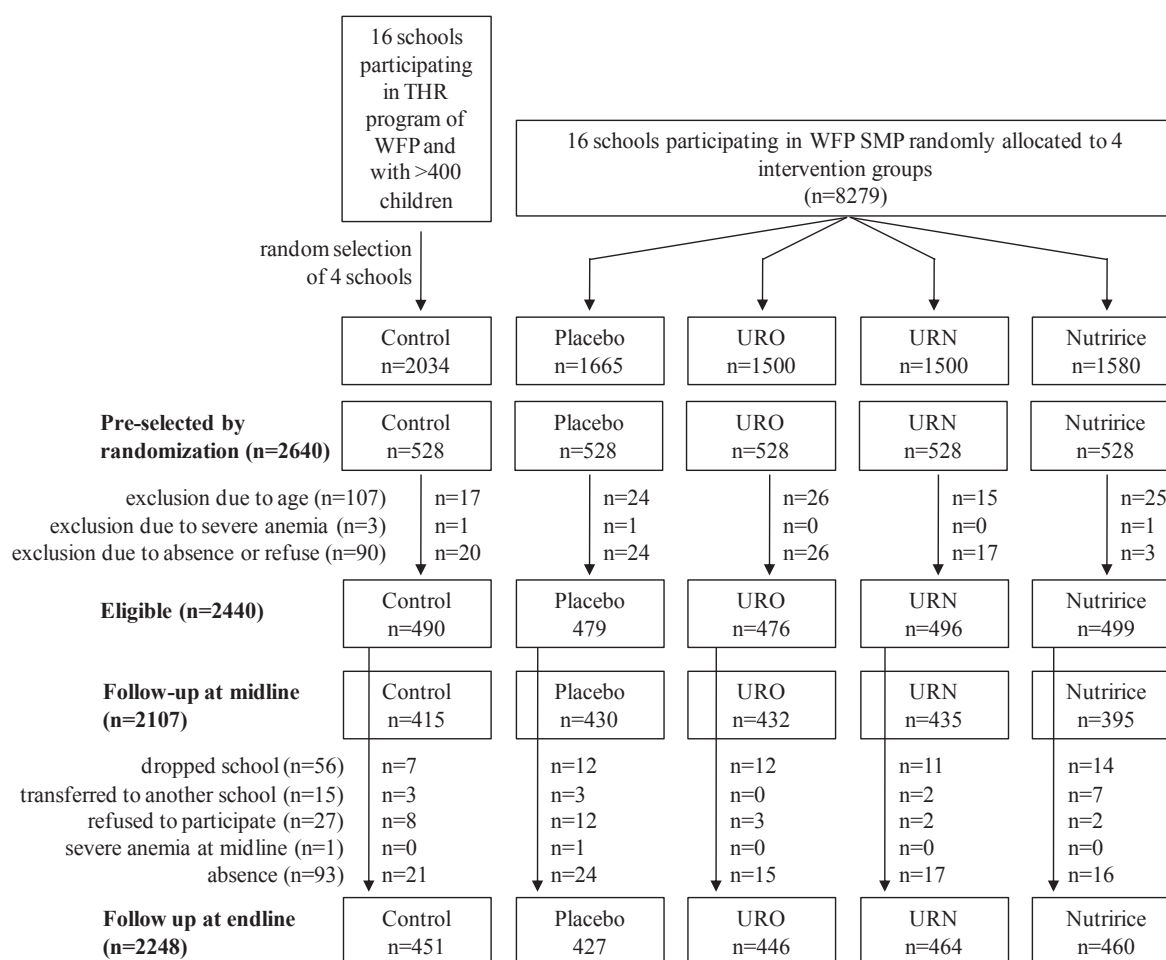 16 schools
participating
in THR
program of
WFP and
with >400
children
16 schools participating in WFP SMP randomly allocated to 4
intervention groups
(n=8279)
random selection
of 4 schools
Control
n=2034
Placebo
n=1665
URO
n=1500
URN
n=1500
Nutririce
n=1580
Pre-selected by
randomization (n=2640)
Control
n=528
Placebo
n=528
URO
n=528
URN
n=528
Nutririce
n=528
exclusion due to age (n=107) n=17 n=24 n=26 n=15 n=25
exclusion due to severe anemia (n=3) n=1 n=1 n=0 n=0 n=1
exclusion due to absence or refuse (n=90) n=20 n=24 n=26 n=17 n=3
Eligible (n=2440)
Control
n=490
Placebo
479
URO
n=476
URN
n=496
Nutririce
n=499
Follow-up at midline
(n=2107)
Control
n=415
Placebo
n=430
URO
n=432
URN
n=435
Nutririce
n=395
dropped school (n=56) n=7 n=12 n=12 n=11 n=14
transferred to another school (n=15) n=3 n=3 n=0 n=2 n=7
refused to participate (n=27) n=8 n=12 n=3 n=2 n=2
severe anemia at midline (n=1) n=0 n=1 n=0 n=0 n=0
absence (n=93) n=21 n=24 n=15 n=17 n=16
Follow up at endline
(n=2248)
Control
n=451
Placebo
427
URO
n=446
URN
n=464
Nutririce
n=460